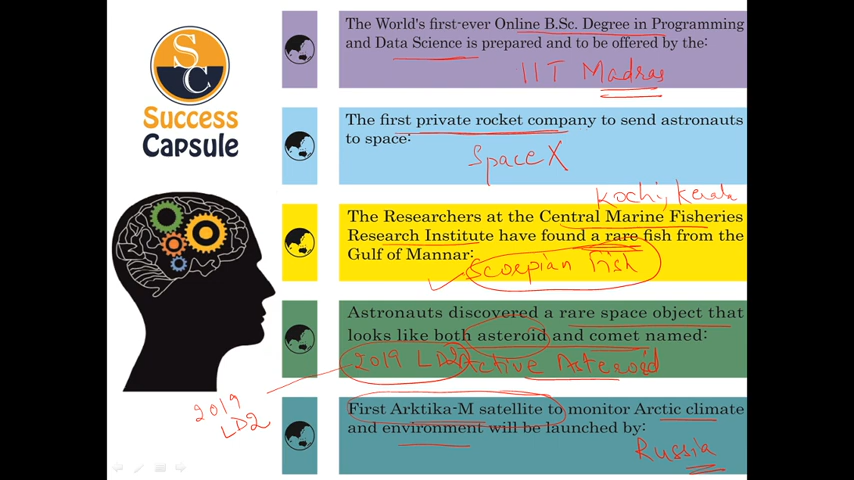 SC
Success
Capsule
The World's first-ever Online B.Sc. Degree in Programming
and Data Science is prepared and to be offered by the:
IIT Madras
The first private rocket company to send astronauts
to space:
SpaceX
Kochi, Kerala
The Researchers at the Central Marine Fisheries
Research Institute have found a rare fish from the
Gulf of Mannar:
Scorpian fish
Astronauts discovered a rare space object that
looks like both asteroid and comet named:
2019 LD2 Active Asteroid
2019
LD2
First Arktika-M satellite to monitor Arctic climate
and environment will be launched by:
Russia